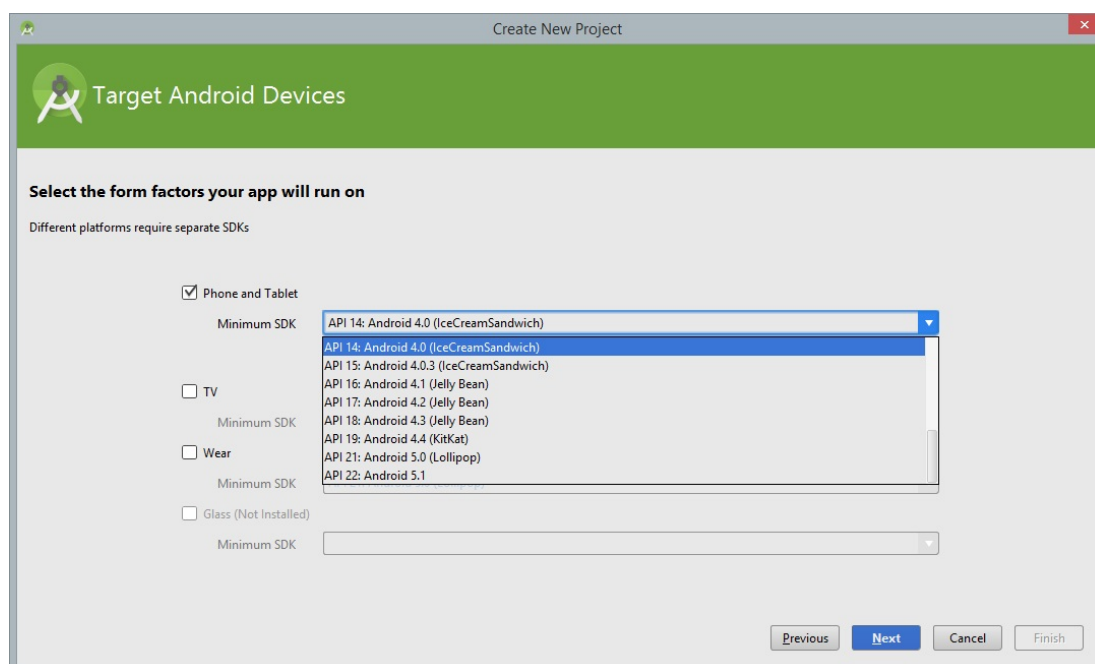 Create New Project
Target Android Devices
Select the form factors your app will run on
Different platforms require separate SDKs
Phone and Tablet
Minimum SDK API 14: Android 4.0 (IceCreamSandwich)
API 14: Android 4.0 (IceCreamSandwich)
API 15: Android 4.0.3 (IceCreamSandwich)
API 16: Android 4.1 (Jelly Bean)
TV
API 17: Android 4.2 (Jelly Bean)
Minimum SDK
API 18: Android 4.3 (Jelly Bean)
API 19: Android 4.4 (KitKat)
Wear
API 21: Android 5.0 (Lollipop)
API 22: Android 5.1
Minimum SDK
Glass (Not Installed)
Minimum SDK
Previous Next Cancel Finish